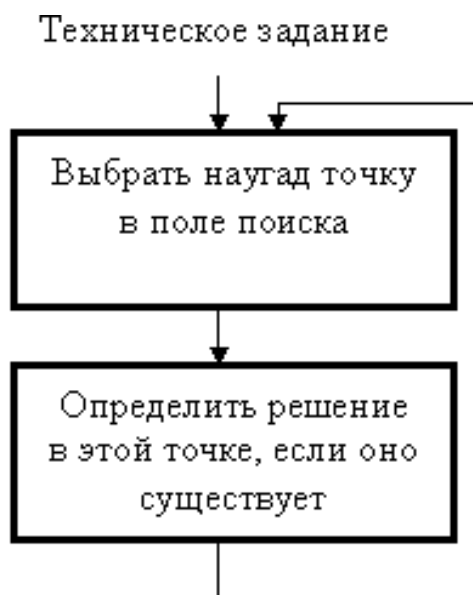 Техническое задание
Выбрать наугад точку
в поле поиска
Определить решение
в этой точке, если оно
существует